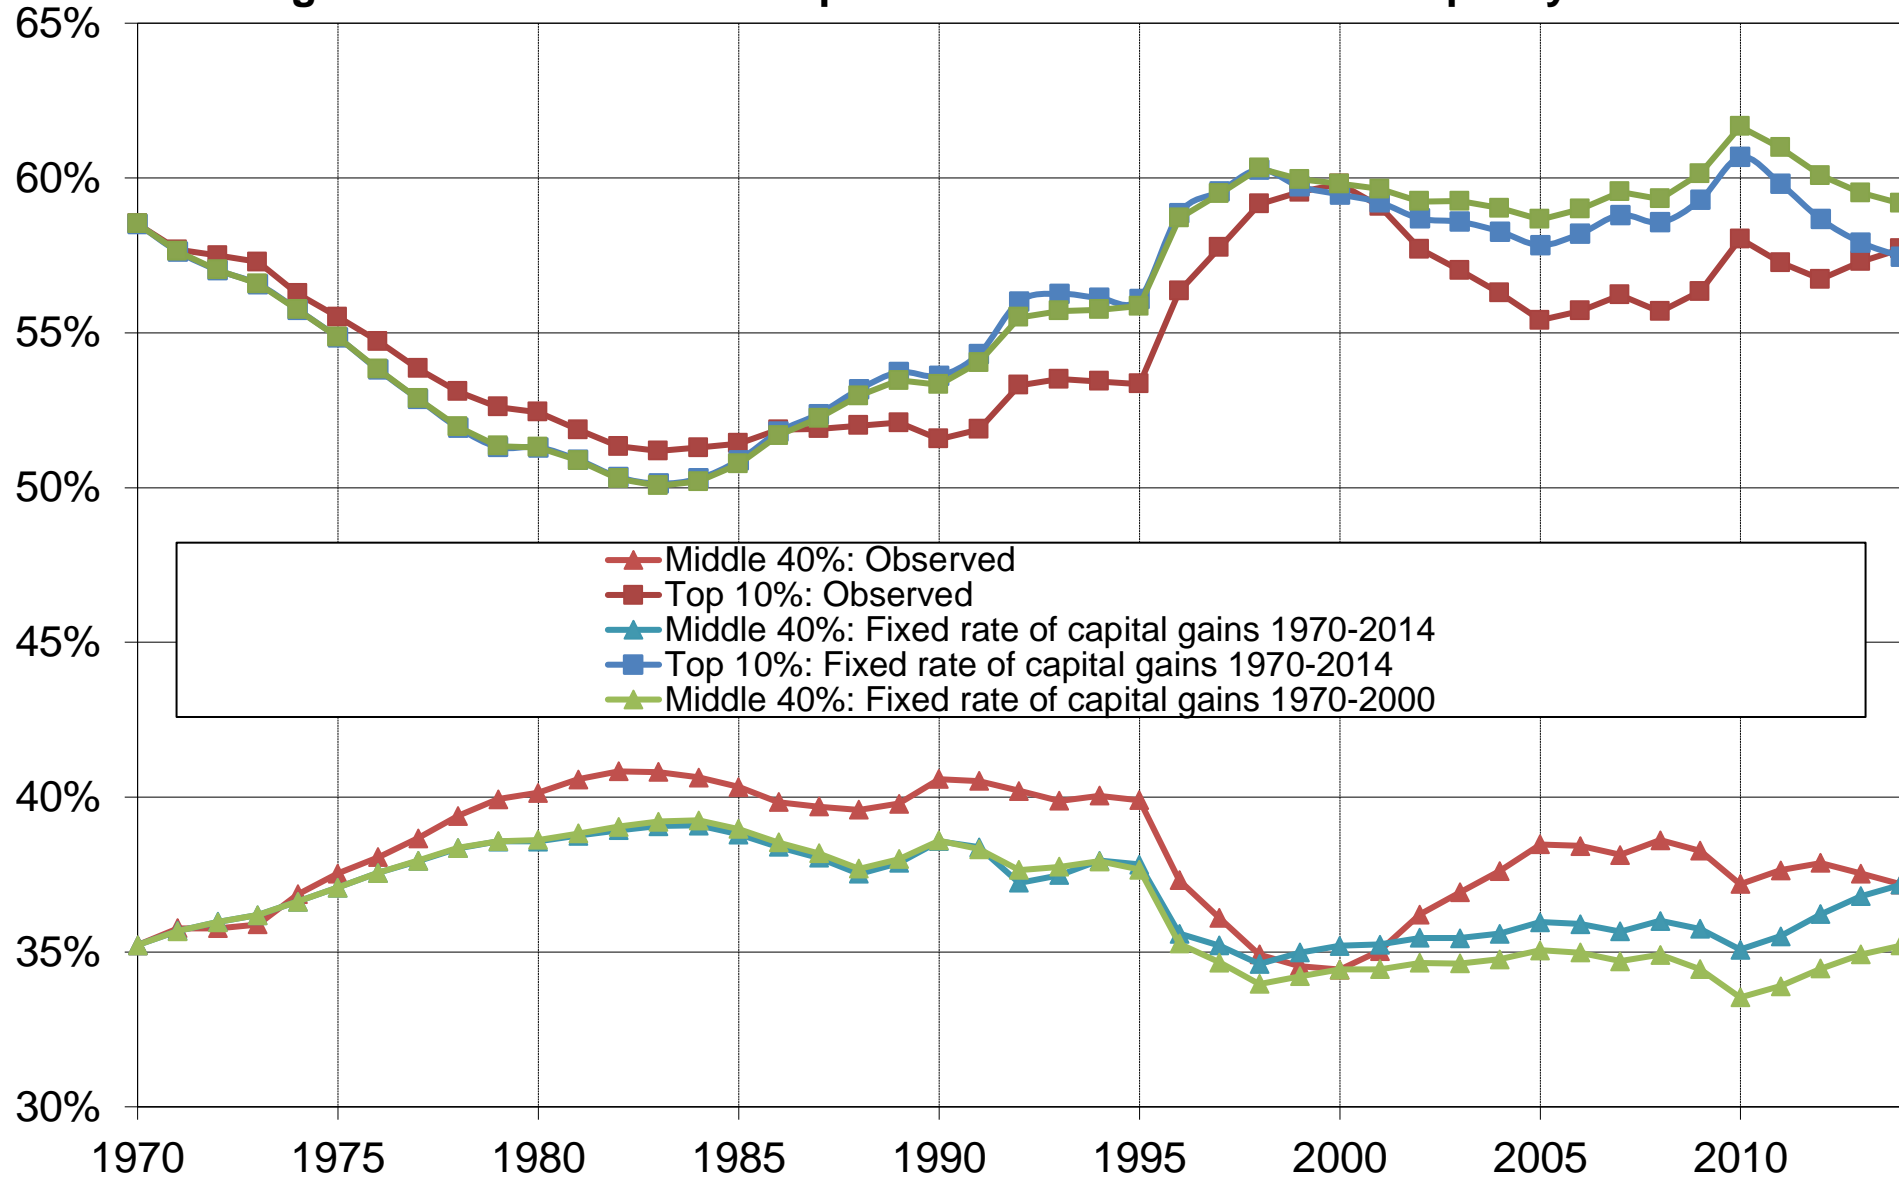 65%
60%
55%
50%
45%
40%
35%
30%
Middle 40%: Observed
Top 10%: Observed
Middle 40%: Fixed rate of capital gains 1970-2014
Top 10%: Fixed rate of capital gains 1970-2014
Middle 40%: Fixed rate of capital gains 1970-2000
1970 1975 1980 1985 1990 1995 2000 2005 2010